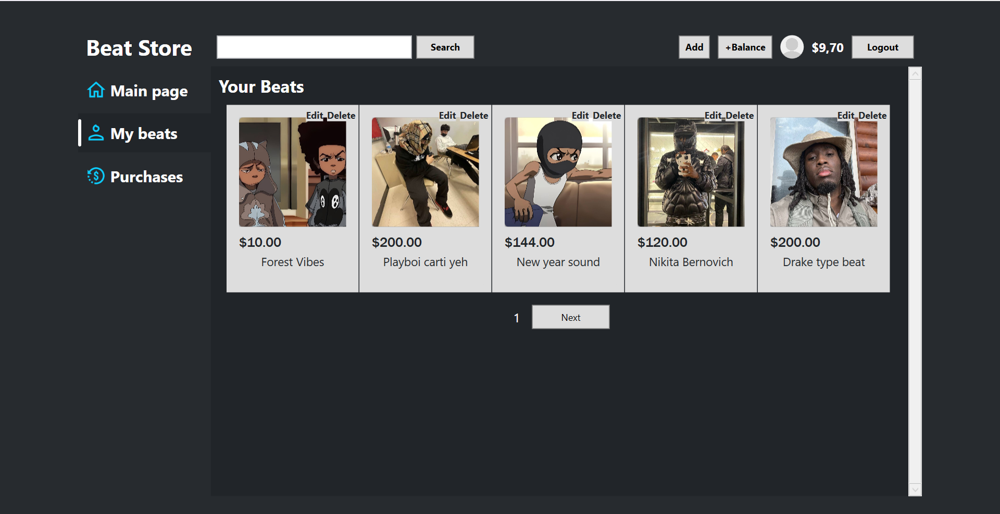 Beat Store
Search
Add
+Balance
$9,70
Logout
Main page
My beats
Purchases
Your Beats
Edit Delete
Edit Delete
Edit Delete
Edit Delete
Edit Delete
$10.00
$200.00
$144.00
$120.00
$200.00
Forest Vibes
Playboi carti yeh
New year sound
Nikita Bernovich
Drake type beat
1
Next